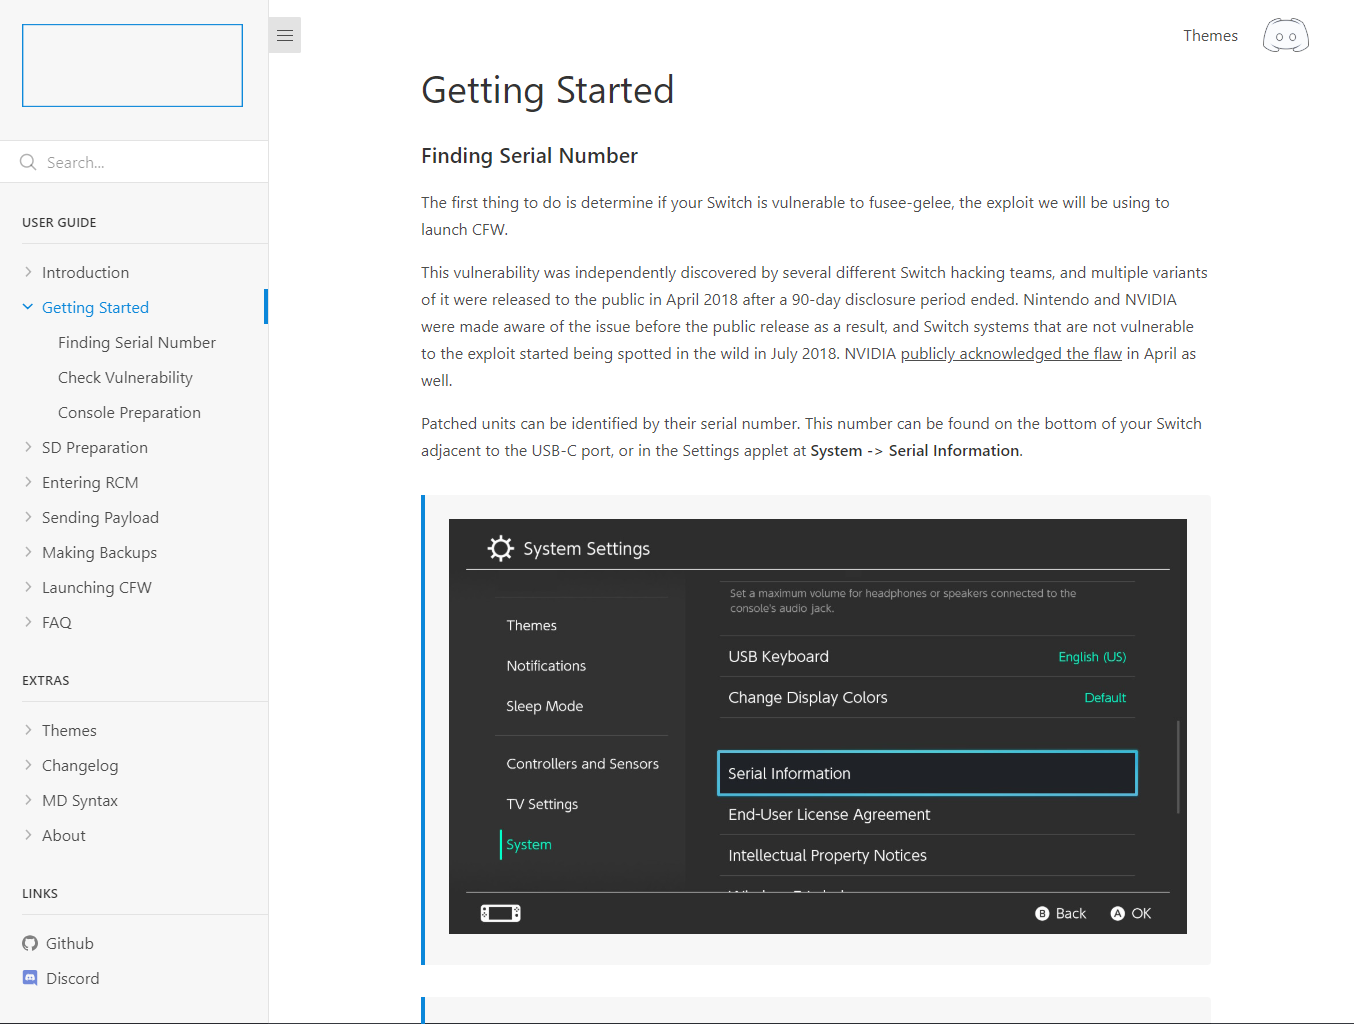 Search...
USER GUIDE
Introduction
Getting Started
Finding Serial Number
Check Vulnerability
Console Preparation
SD Preparation
Entering RCM
Sending Payload
Making Backups
Launching CFW
FAQ
EXTRAS
Themes
Changelog
MD Syntax
About
LINKS
Github
Discord
Themes
Getting Started
Finding Serial Number
The first thing to do is determine if your Switch is vulnerable to fusee-gelee, the exploit we will be using to
launch CFW.
This vulnerability was independently discovered by several different Switch hacking teams, and multiple variants
of it were released to the public in April 2018 after a 90-day disclosure period ended. Nintendo and NVIDIA
were made aware of the issue before the public release as a result, and Switch systems that are not vulnerable
to the exploit started being spotted in the wild in July 2018. NVIDIA publicly acknowledged the flaw in April as
well.
Patched units can be identified by their serial number. This number can be found on the bottom of your Switch
adjacent to the USB-C port, or in the Settings applet at System -> Serial Information.
System Settings
Themes
Notifications
Sleep Mode
Controllers and Sensors
TV Settings
System
Set a maximum volume for headphones or speakers connected to the
console's audio jack.
USB Keyboard English (US)
Change Display Colors Default
Serial Information
End-User License Agreement
Intellectual Property Notices
B Back A OK